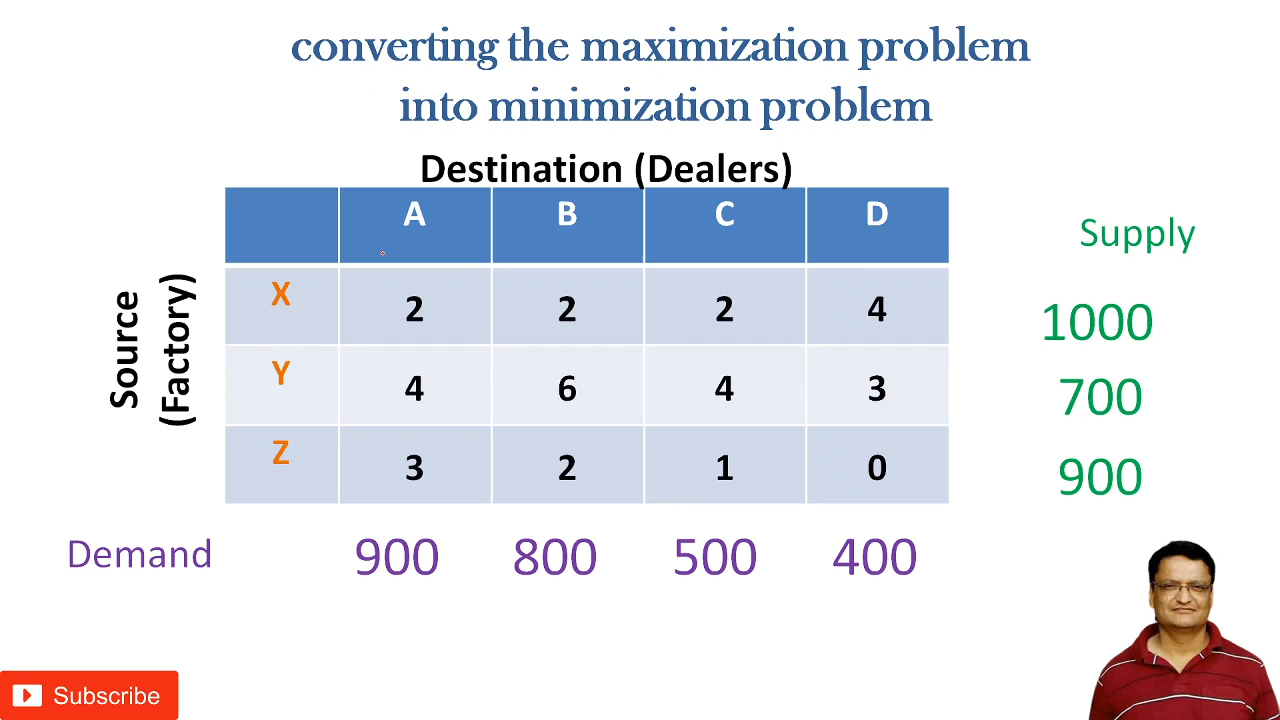 converting the maximization problem
into minimization problem
Destination (Dealers)
A B C D
Supply
Source
(Factory)
X 2 2 2 4 1000
Y 4 6 4 3 700
Z 3 2 1 0 900
Demand 900 800 500 400
Subscribe